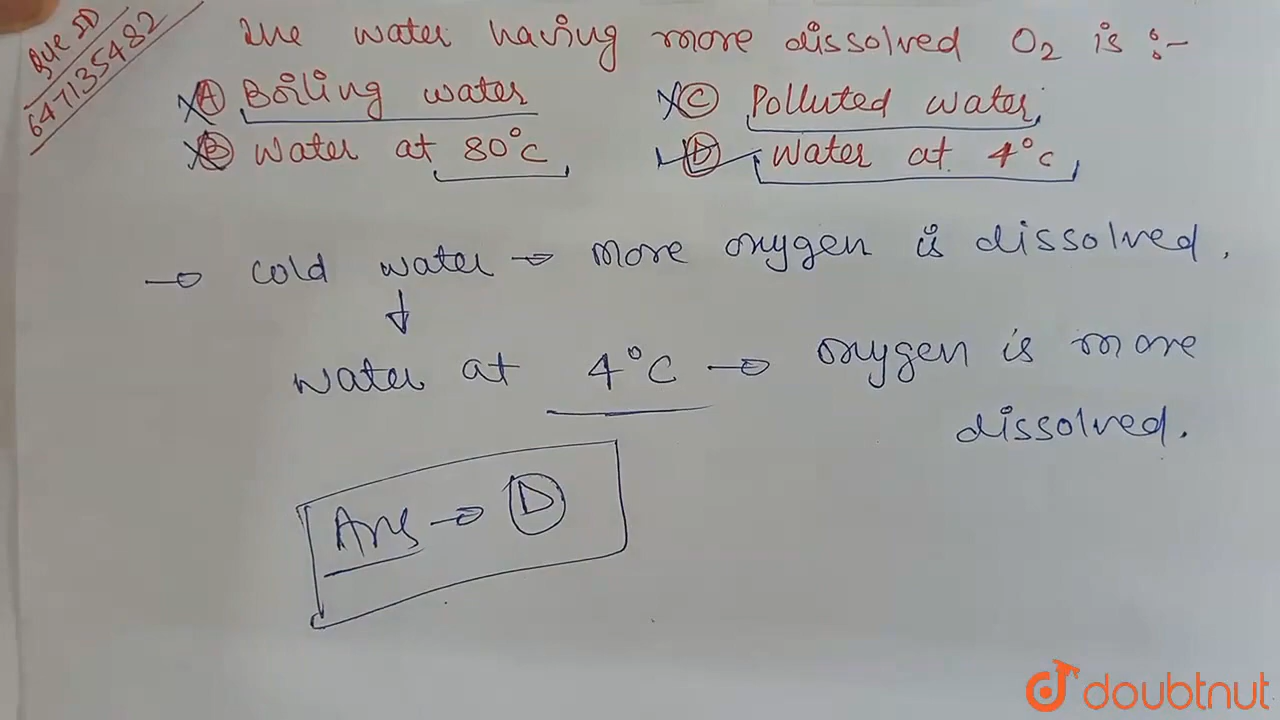 Que ID
647135482
The water having more dissolved O2 is :-
(A) Boiling water
(C) Polluted water
(B) Water at 80°C
(D) Water at 4°C
→ cold water → more oxygen is dissolved.
↓
water at 4°C → oxygen is more
dissolved.
Ans → (D)
doubtnut